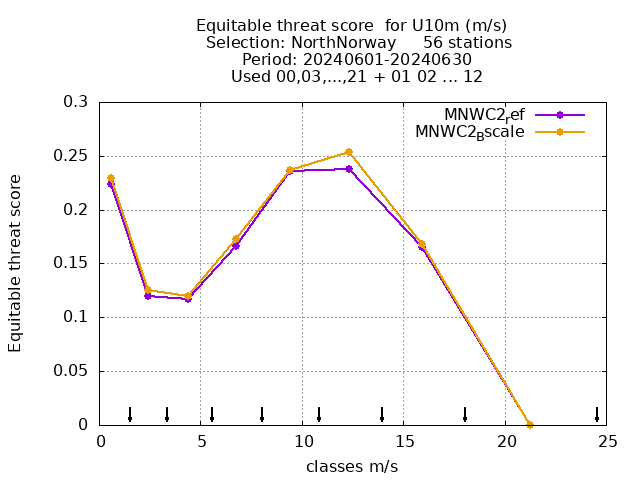 Equitable threat score  for U10m (m/s)
Selection: NorthNorway     56 stations
Period: 20240601-20240630
Used 00,03,...,21 + 01 02 ... 12
MNWC2ref
MNWC2Bscale
0.3
0.25
0.2
0.15
0.1
0.05
0
Equitable threat score
0 5 10 15 20 25
classes m/s